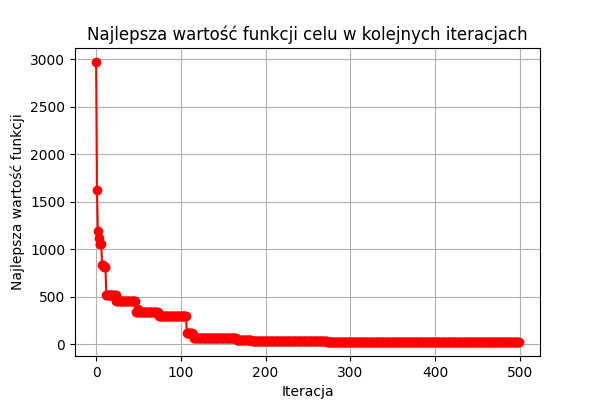 Najlepsza wartość funkcji celu w kolejnych iteracjach
3000
2500
2000
1500
1000
500
0
Najlepsza wartość funkcji
0 100 200 300 400 500
Iteracja